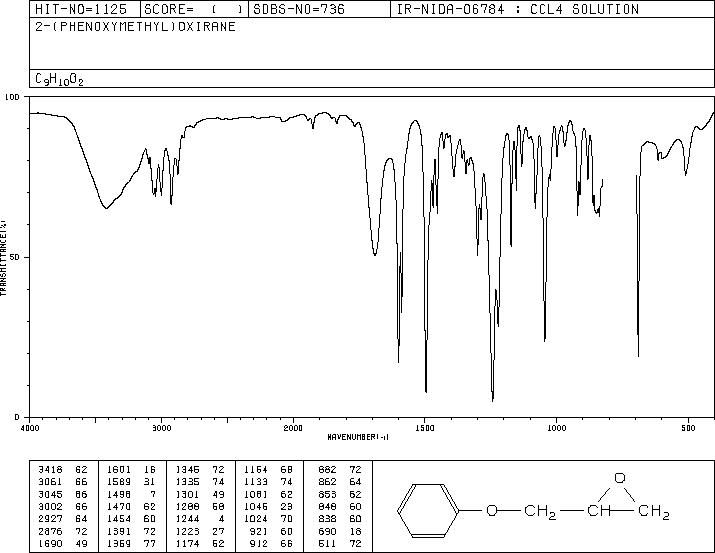 HIT-NO=1125 SCORE= ( ) SDBS-NO=736 IR-NIDA-06784 : CCL4 SOLUTION
2-(PHENOXYMETHYL)OXIRANE
C9H10O2
100
50
0
TRANSMITTANCE(%)
4000 3000 2000 1500 1000 500
WAVENUMBER(-1)
3418 62 1601 16 1346 72 1154 68 882 72
3061 66 1589 31 1335 74 1133 74 862 64
3045 66 1498 7 1301 49 1081 62 853 62
3002 66 1470 62 1288 58 1046 23 848 60
2927 64 1454 60 1244 4 1024 70 838 60
2876 72 1391 72 1223 27 921 60 690 18
1690 49 1369 77 1174 52 912 66 511 72
O
O CH2 CH CH2